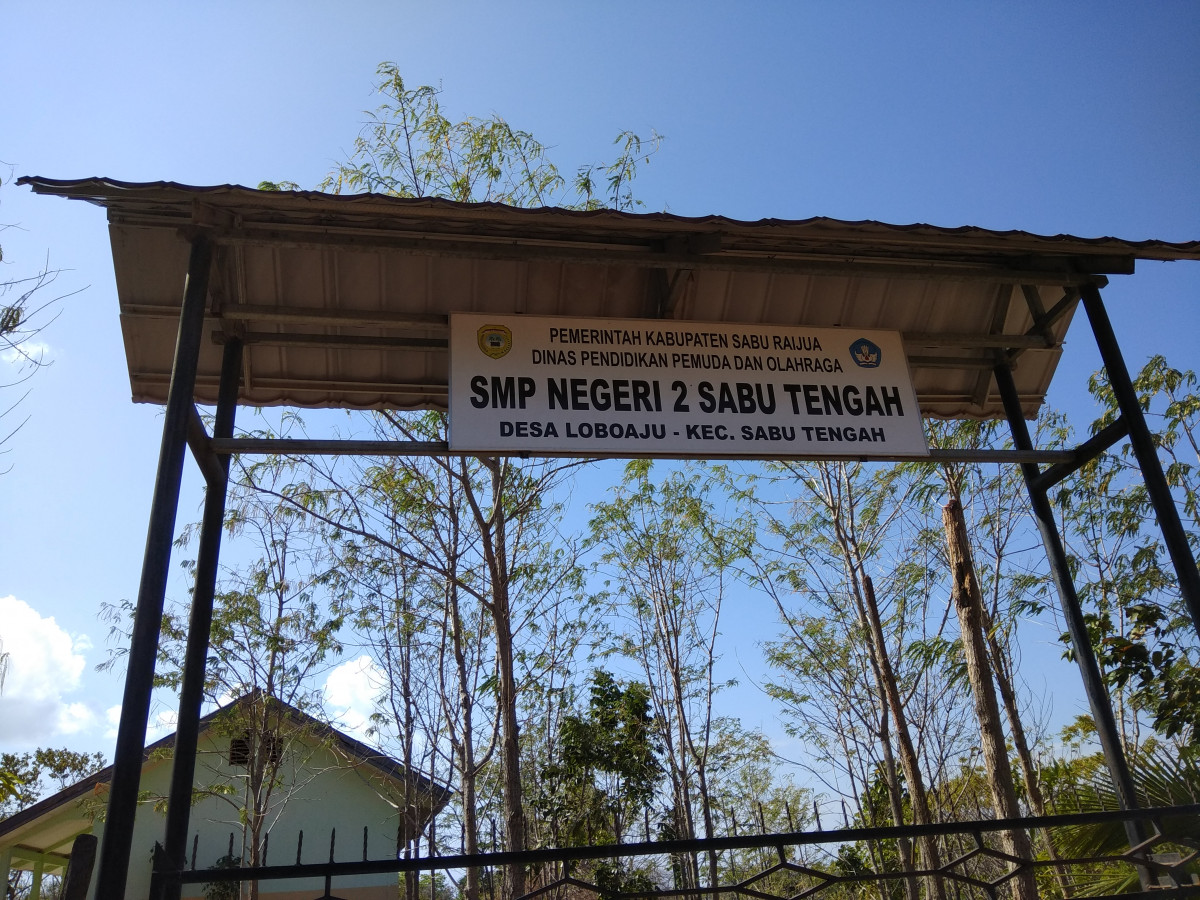 PEMERINTAH KABUPATEN SABU RAIJUA
DINAS PENDIDIKAN PEMUDA DAN OLAHRAGA
SMP NEGERI 2 SABU TENGAH
DESA LOBOAJU - KEC. SABU TENGAH